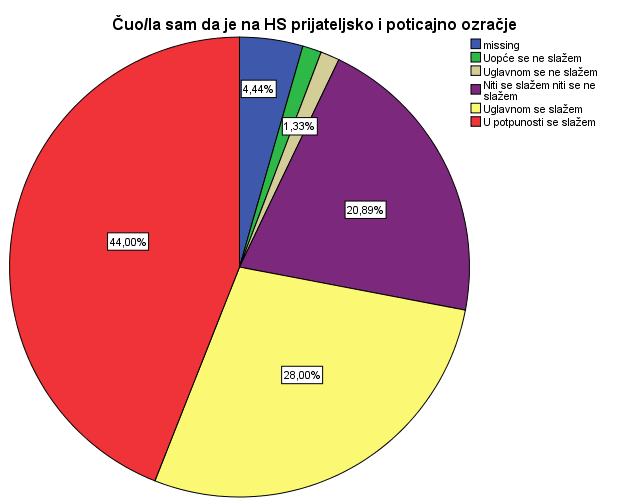 Čuo/la sam da je na HS prijateljsko i poticajno ozračje
missing
Uopće se ne slažem
Uglavnom se ne slažem
Niti se slažem niti se ne
slažem
Uglavnom se slažem
U potpunosti se slažem
4,44%
1,33%
20,89%
44,00%
28,00%